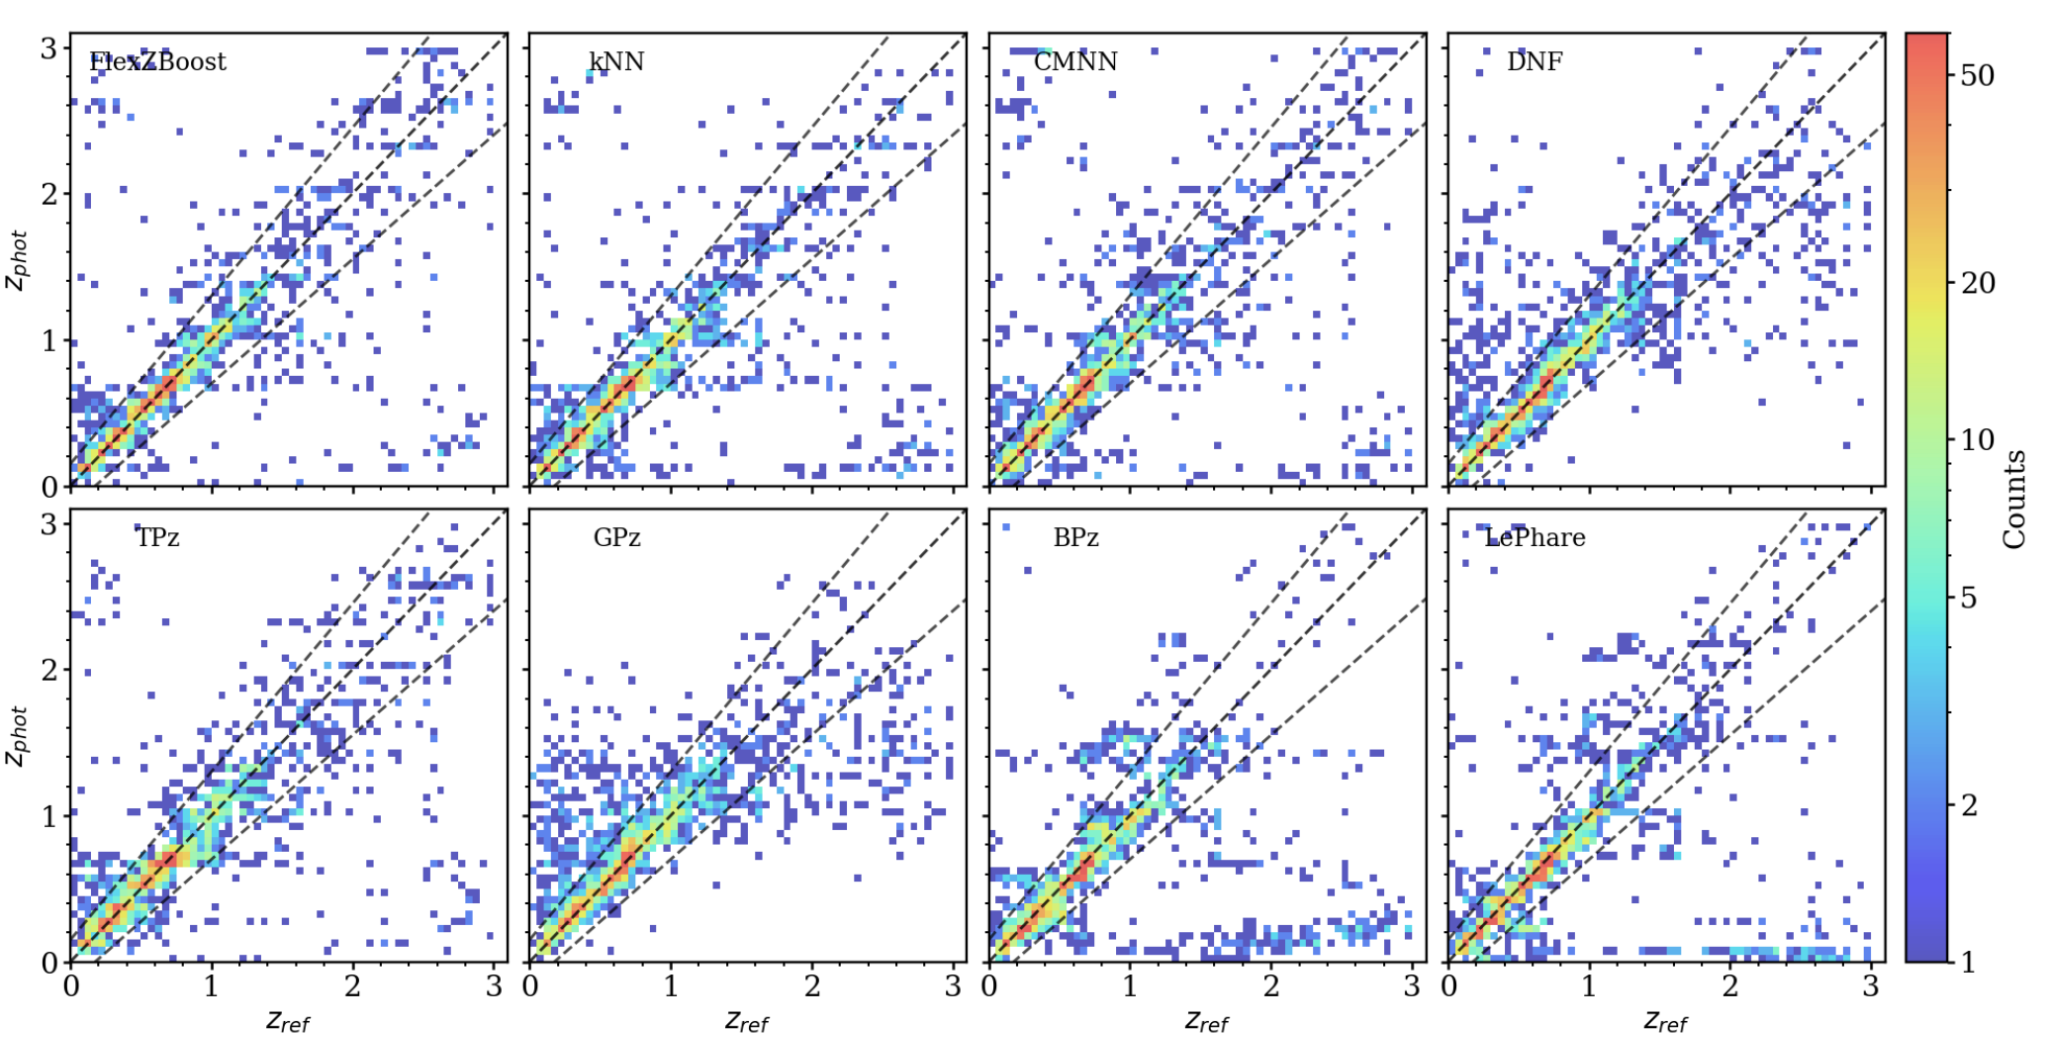 FlexZBoost
kNN
CMNN
DNF
3
2
1
0
z_phot
TPz
GPz
BPz
LePhare
3
2
1
0
z_phot
0 1 2 3
0 1 2 3
0 1 2 3
0 1 2 3
z_ref
z_ref
z_ref
z_ref
50
20
10
5
2
1
Counts